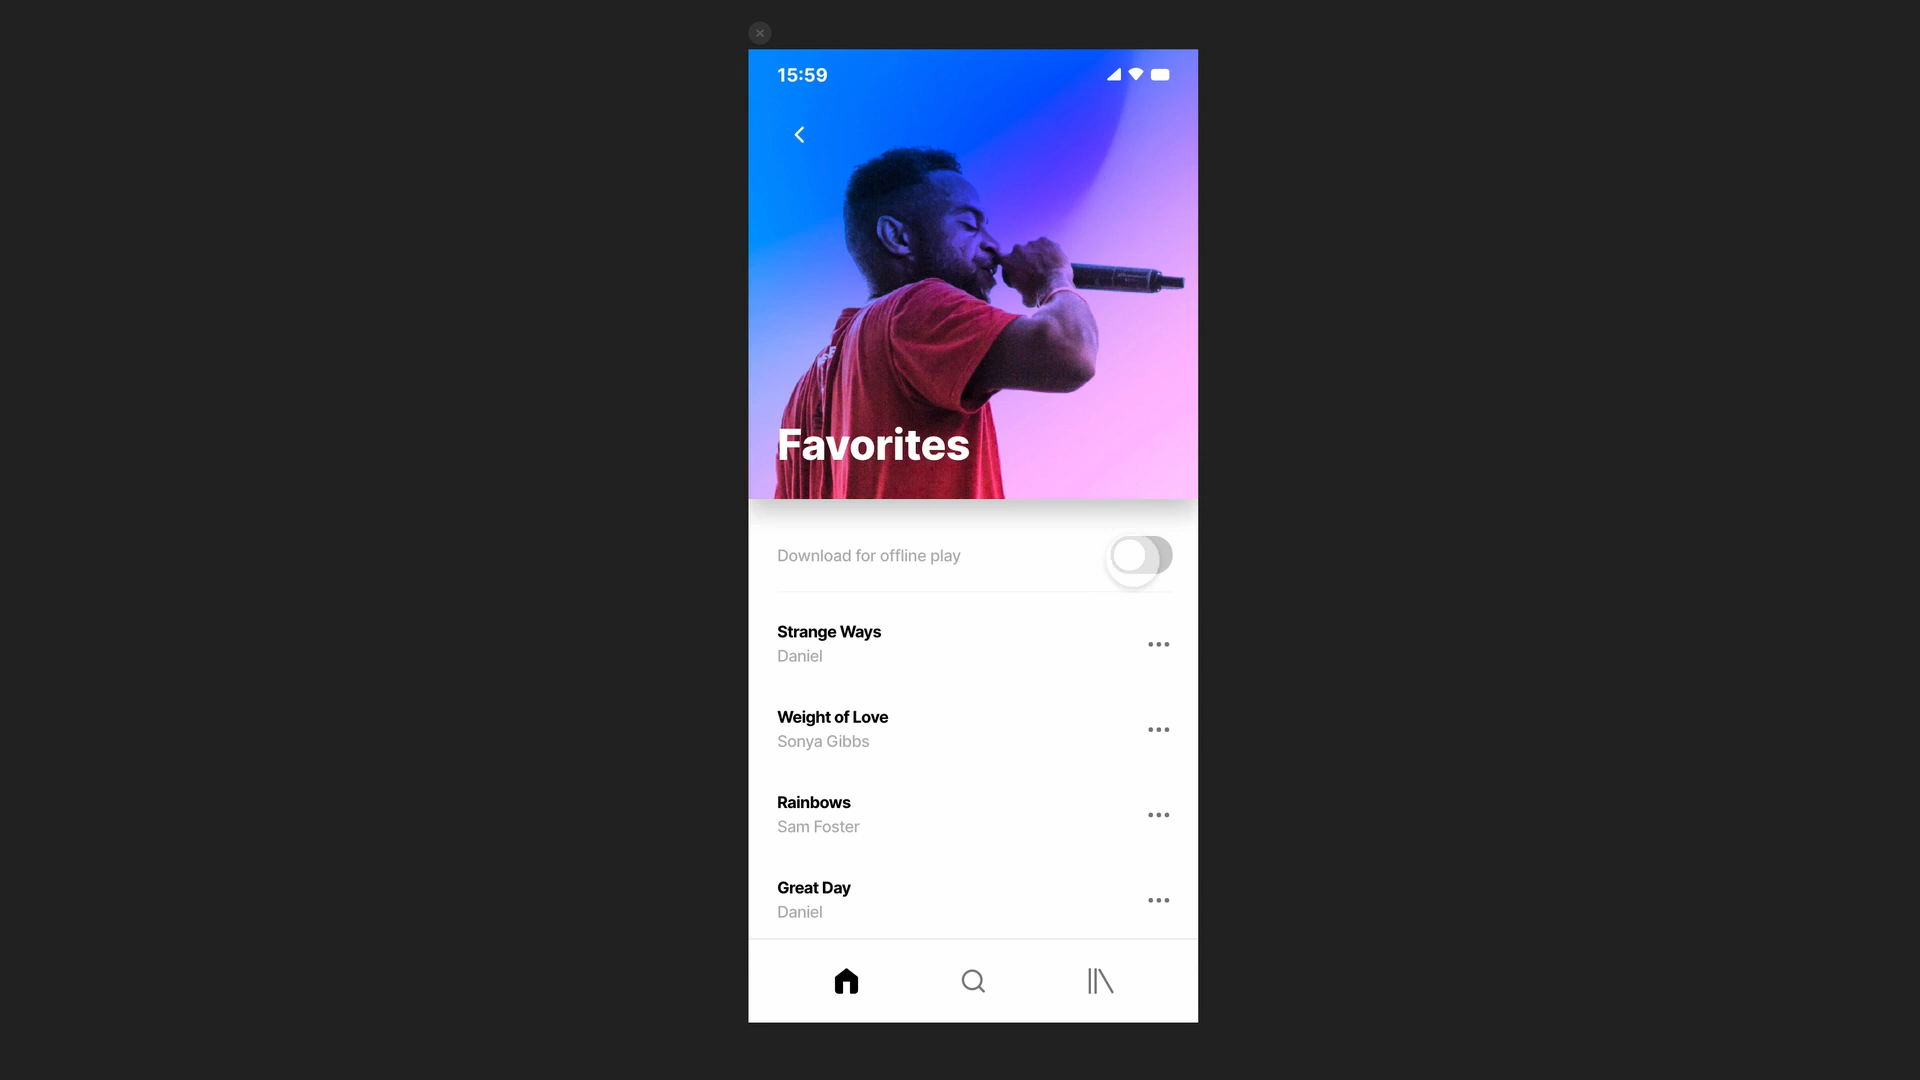 15:59
Favorites
Download for offline play
Strange Ways
Daniel
Weight of Love
Sonya Gibbs
Rainbows
Sam Foster
Great Day
Daniel